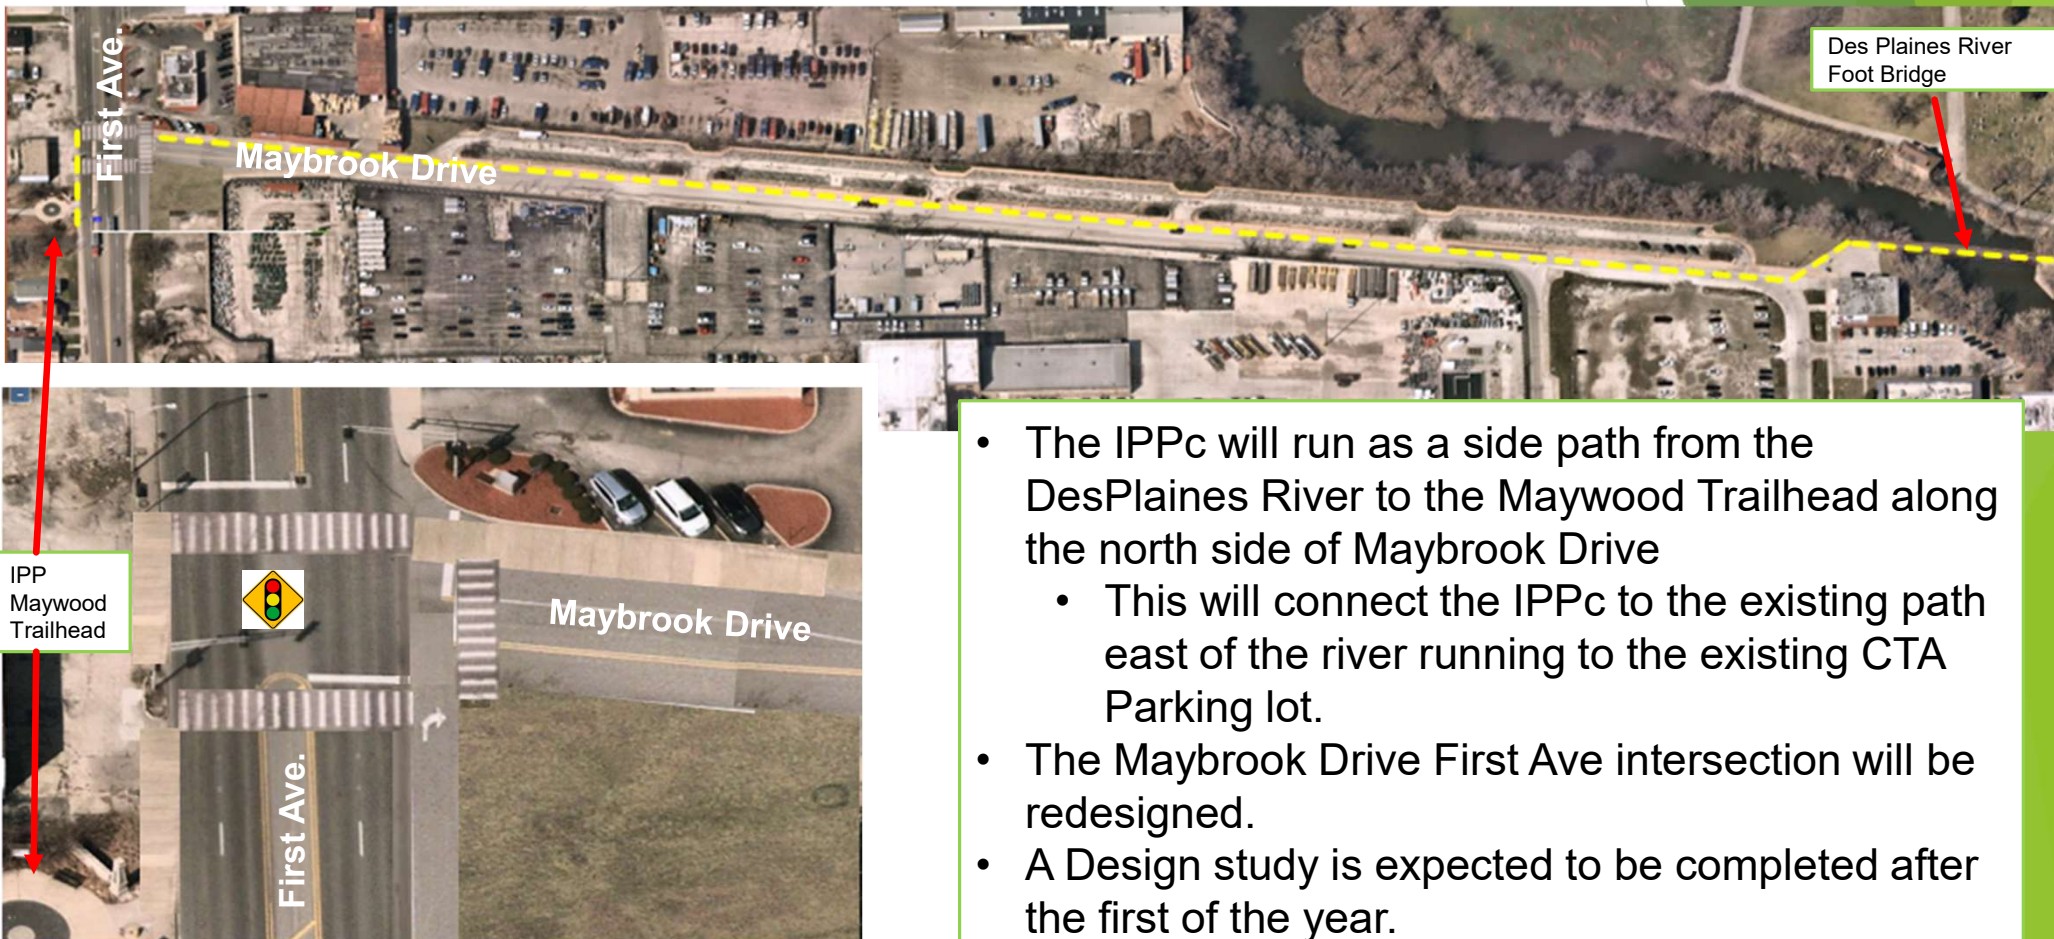 First Ave.
Maybrook Drive
Des Plaines River
Foot Bridge
IPP
Maywood
Trailhead
Maybrook Drive
First Ave.
• The IPPc will run as a side path from the
DesPlaines River to the Maywood Trailhead along
the north side of Maybrook Drive
• This will connect the IPPc to the existing path
east of the river running to the existing CTA
Parking lot.
• The Maybrook Drive First Ave intersection will be
redesigned.
• A Design study is expected to be completed after
the first of the year.